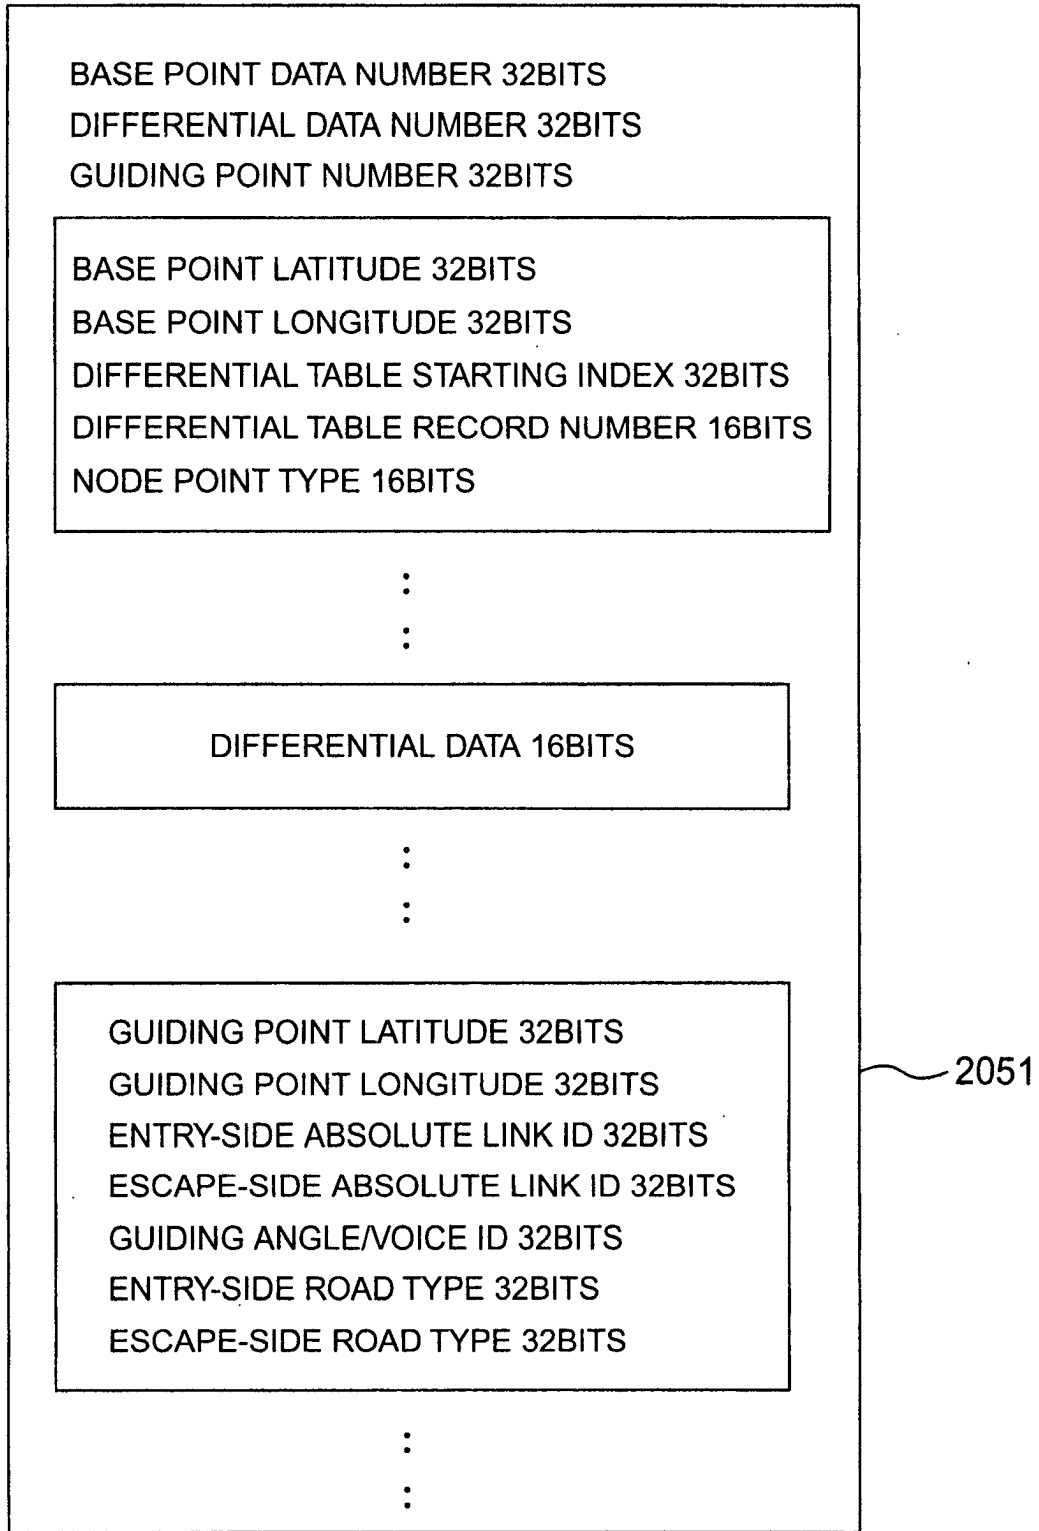 BASE POINT DATA NUMBER 32BITS
DIFFERENTIAL DATA NUMBER 32BITS
GUIDING POINT NUMBER 32BITS
BASE POINT LATITUDE 32BITS
BASE POINT LONGITUDE 32BITS
DIFFERENTIAL TABLE STARTING INDEX 32BITS
DIFFERENTIAL TABLE RECORD NUMBER 16BITS
NODE POINT TYPE 16BITS
DIFFERENTIAL DATA 16BITS
GUIDING POINT LATITUDE 32BITS
GUIDING POINT LONGITUDE 32BITS
2051
ENTRY-SIDE ABSOLUTE LINK ID 32BITS
ESCAPE-SIDE ABSOLUTE LINK ID 32BITS
GUIDING ANGLE/VOICE ID 32BITS
ENTRY-SIDE ROAD TYPE 32BITS
ESCAPE-SIDE ROAD TYPE 32BITS